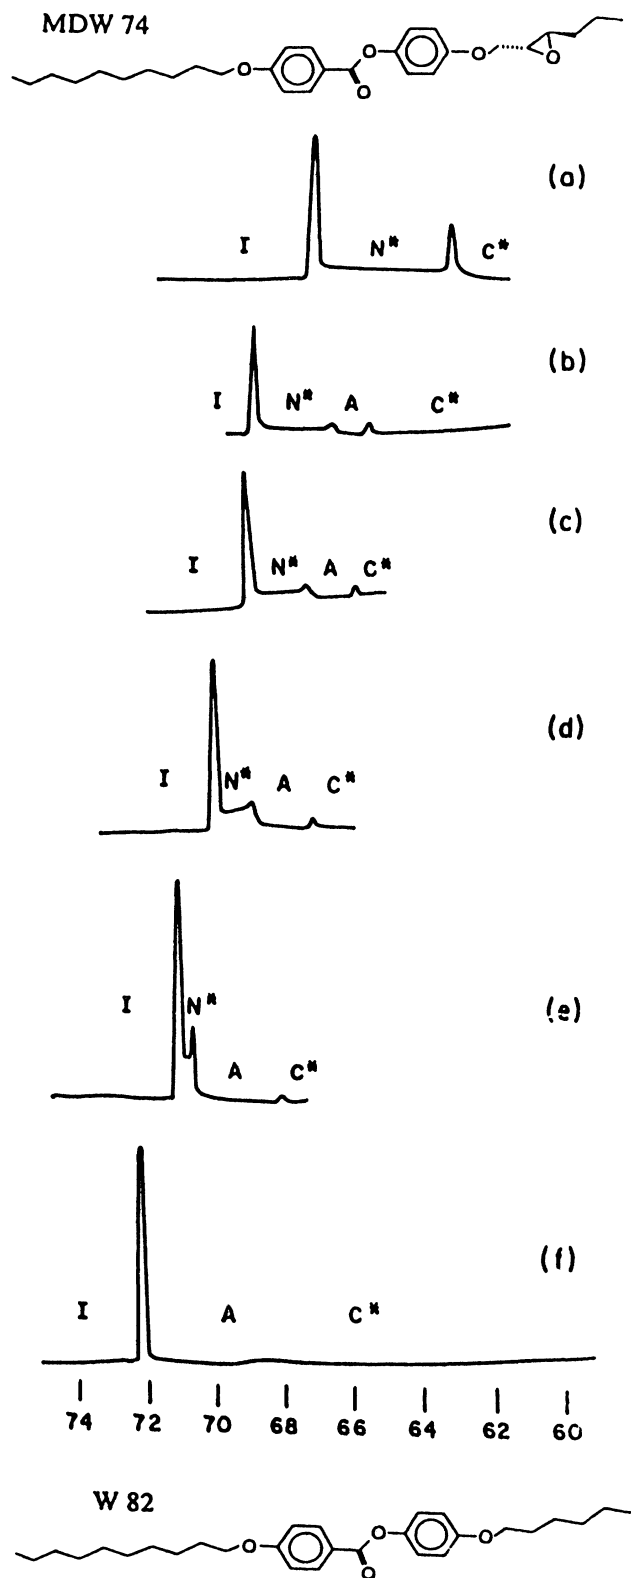 MDW 74
O
O
O
O
O
(a)
I N* C*
(b)
I N* A C*
(c)
I N* A C*
(d)
I N* A C*
(e)
I N* A C*
(f)
I A C*
74 72 70 68 66 64 62 60
W 82
O
O
O
O